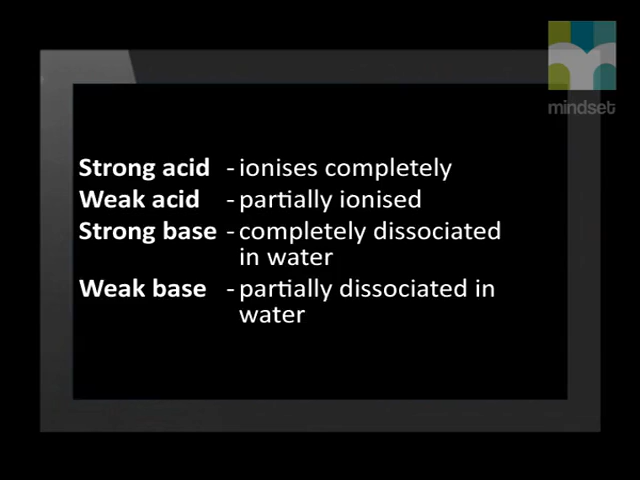 mindset
Strong acid - ionises completely
Weak acid - partially ionised
Strong base - completely dissociated
in water
Weak base - partially dissociated in
water